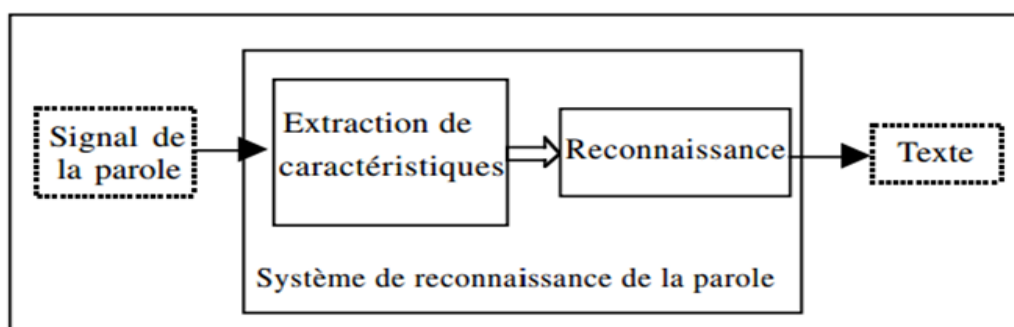 Signal de
la parole
Extraction de
caractéristiques
Reconnaissance
Texte
Système de reconnaissance de la parole